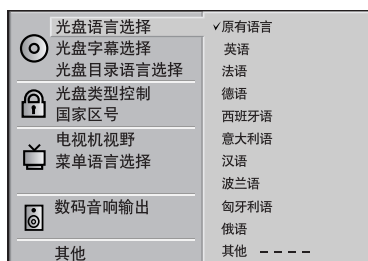 光盘语言选择
光盘字幕选择
光盘目录语言选择
光盘类型控制
国家区号
电视机视野
菜单语言选择
数码音响输出
其他
✓原有语言
英语
法语
德语
西班牙语
意大利语
汉语
波兰语
匈牙利语
俄语
其他 – – – –